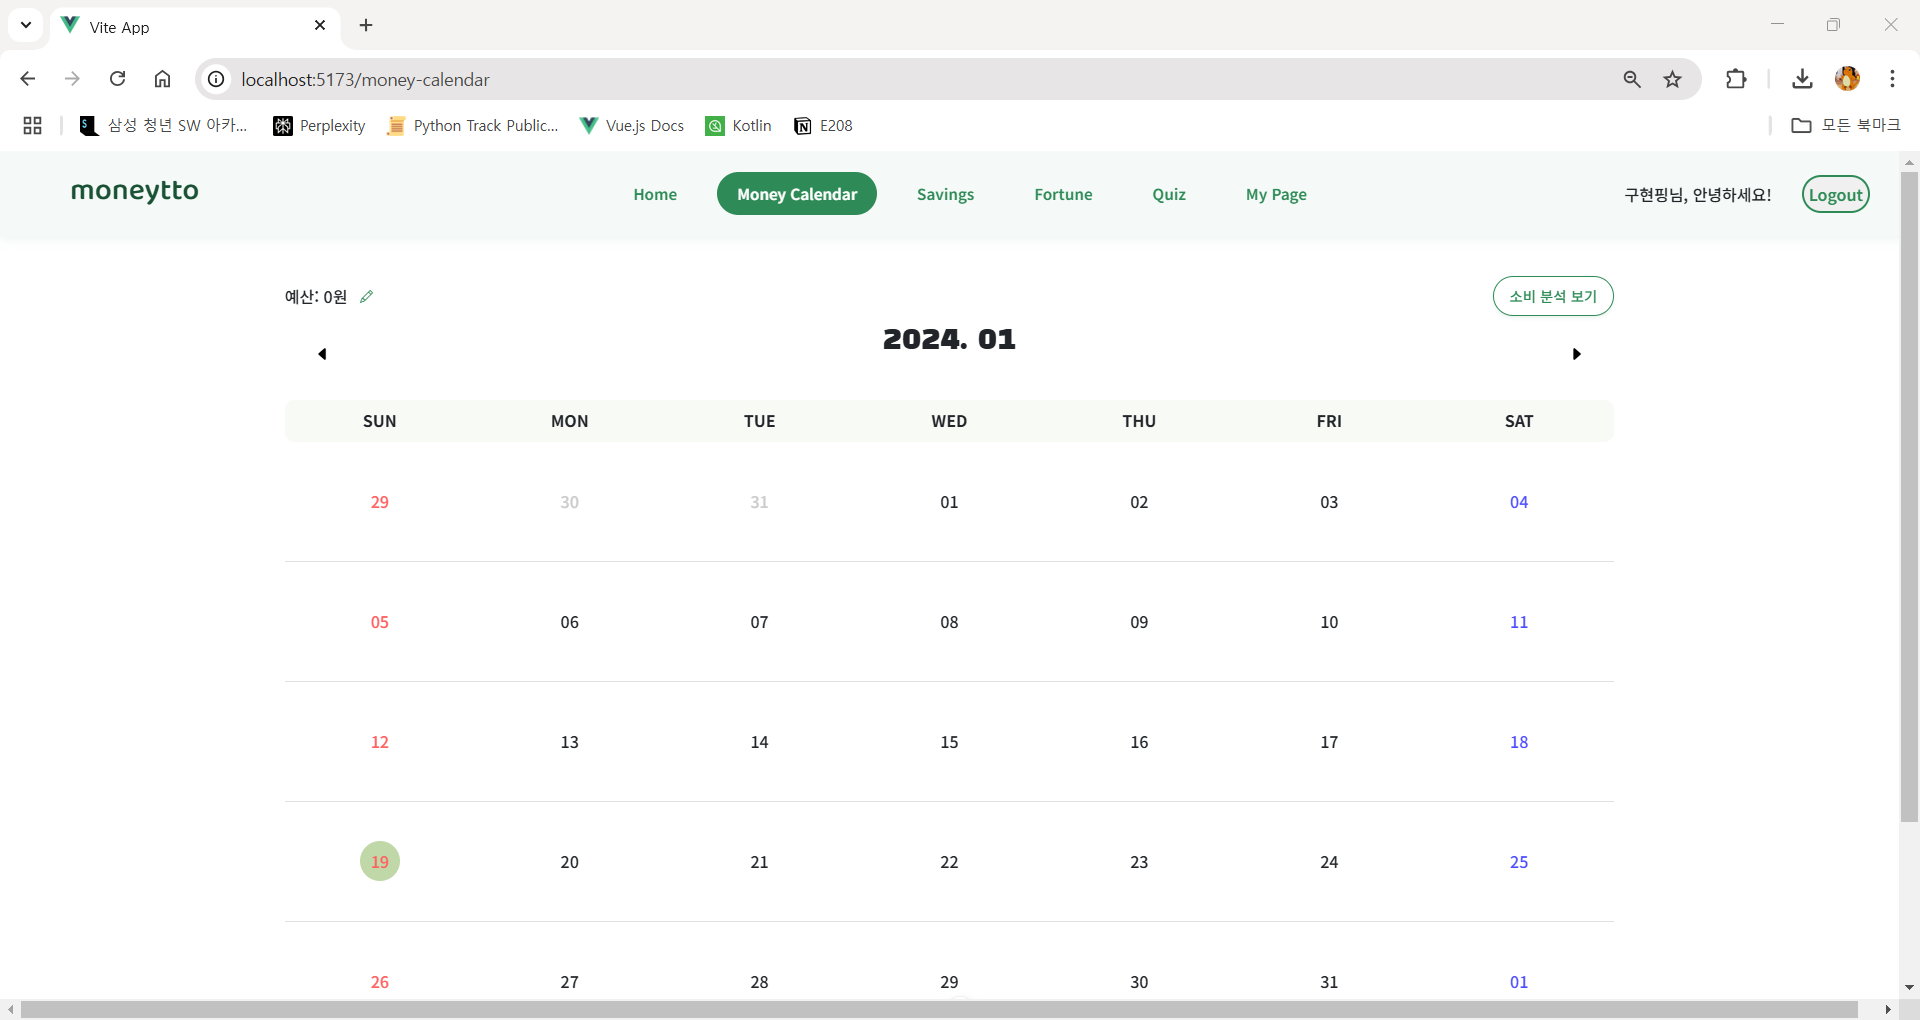 Vite App
localhost:5173/money-calendar
삼성 청년 SW 아카... Perplexity Python Track Public... Vue.js Docs Kotlin E208 모든 북마크
moneytto Home Money Calendar Savings Fortune Quiz My Page 구현핑님, 안녕하세요! Logout
예산: 0원 소비 분석 보기
2024. 01
SUN MON TUE WED THU FRI SAT
29 30 31 01 02 03 04
05 06 07 08 09 10 11
12 13 14 15 16 17 18
19 20 21 22 23 24 25
26 27 28 29 30 31 01